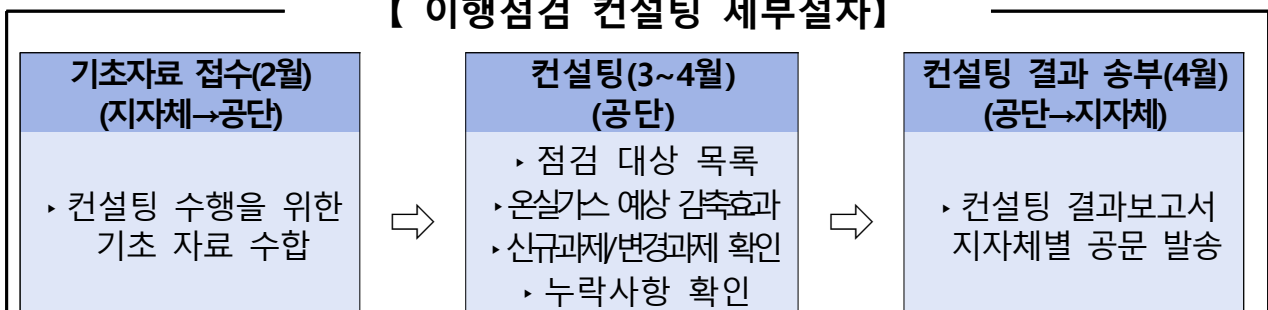 【 이행점검 컨설팅 세부절차】
기초자료 접수(2월)
(지자체→공단)
‣ 컨설팅 수행을 위한
기초 자료 수합
컨설팅(3~4월)
(공단)
‣ 점검 대상 목록
‣ 온실가스 예상 감축효과
‣ 신규과제/변경과제 확인
‣ 누락사항 확인
컨설팅 결과 송부(4월)
(공단→지자체)
‣ 컨설팅 결과보고서
지자체별 공문 발송